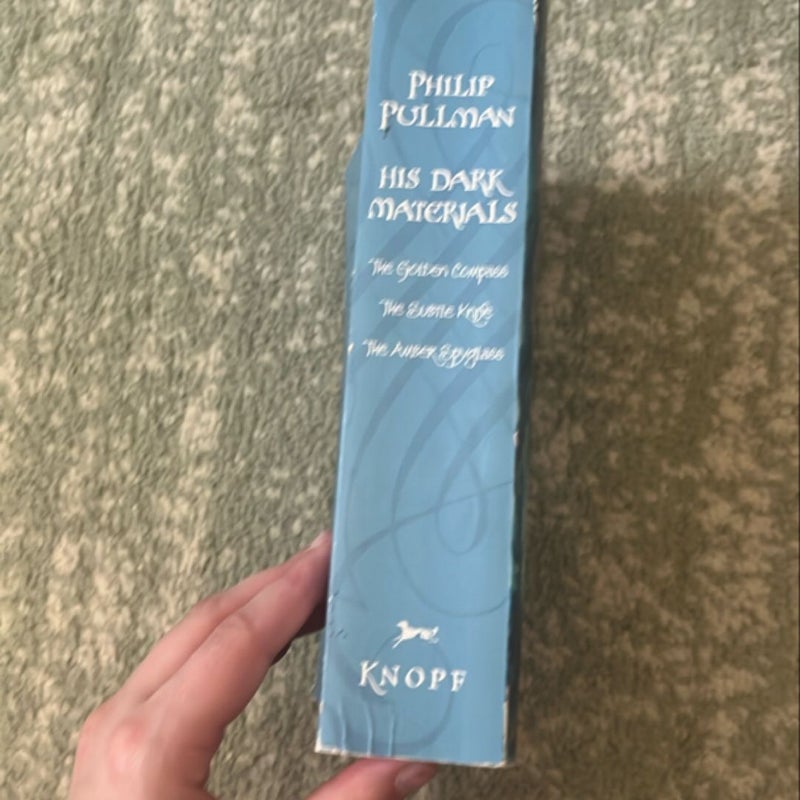 PHILIP
PULLMAN
HIS DARK
MATERIALS
The Golden Compass
The Subtle Knife
The Amber Spyglass
KNOPF